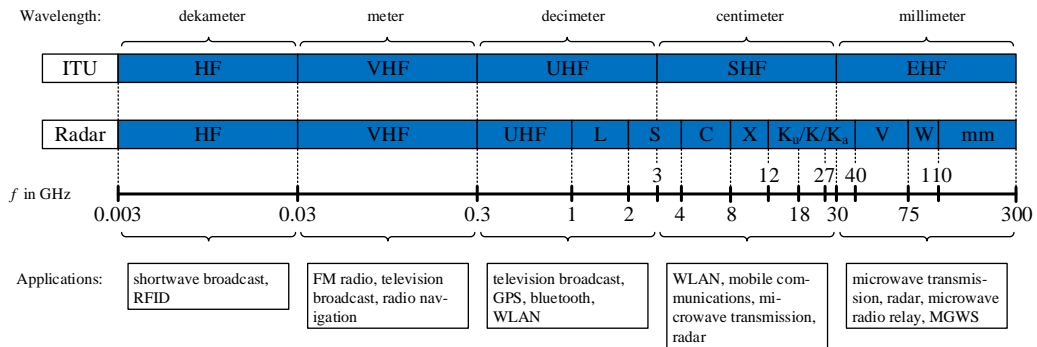 Wavelength: dekameter meter decimeter centimeter millimeter
ITU HF VHF UHF SHF EHF
Radar HF VHF UHF L S C X Kᵤ/K/Kₐ V W mm
3 12 27 40 110
f in GHz
0.003 0.03 0.3 1 2 4 8 18 30 75 300
Applications:
shortwave broadcast,
RFID
FM radio, television
broadcast, radio nav-
igation
television broadcast,
GPS, bluetooth,
WLAN
WLAN, mobile com-
munications, mi-
crowave transmission,
radar
microwave transmis-
sion, radar, microwave
radio relay, MGWS